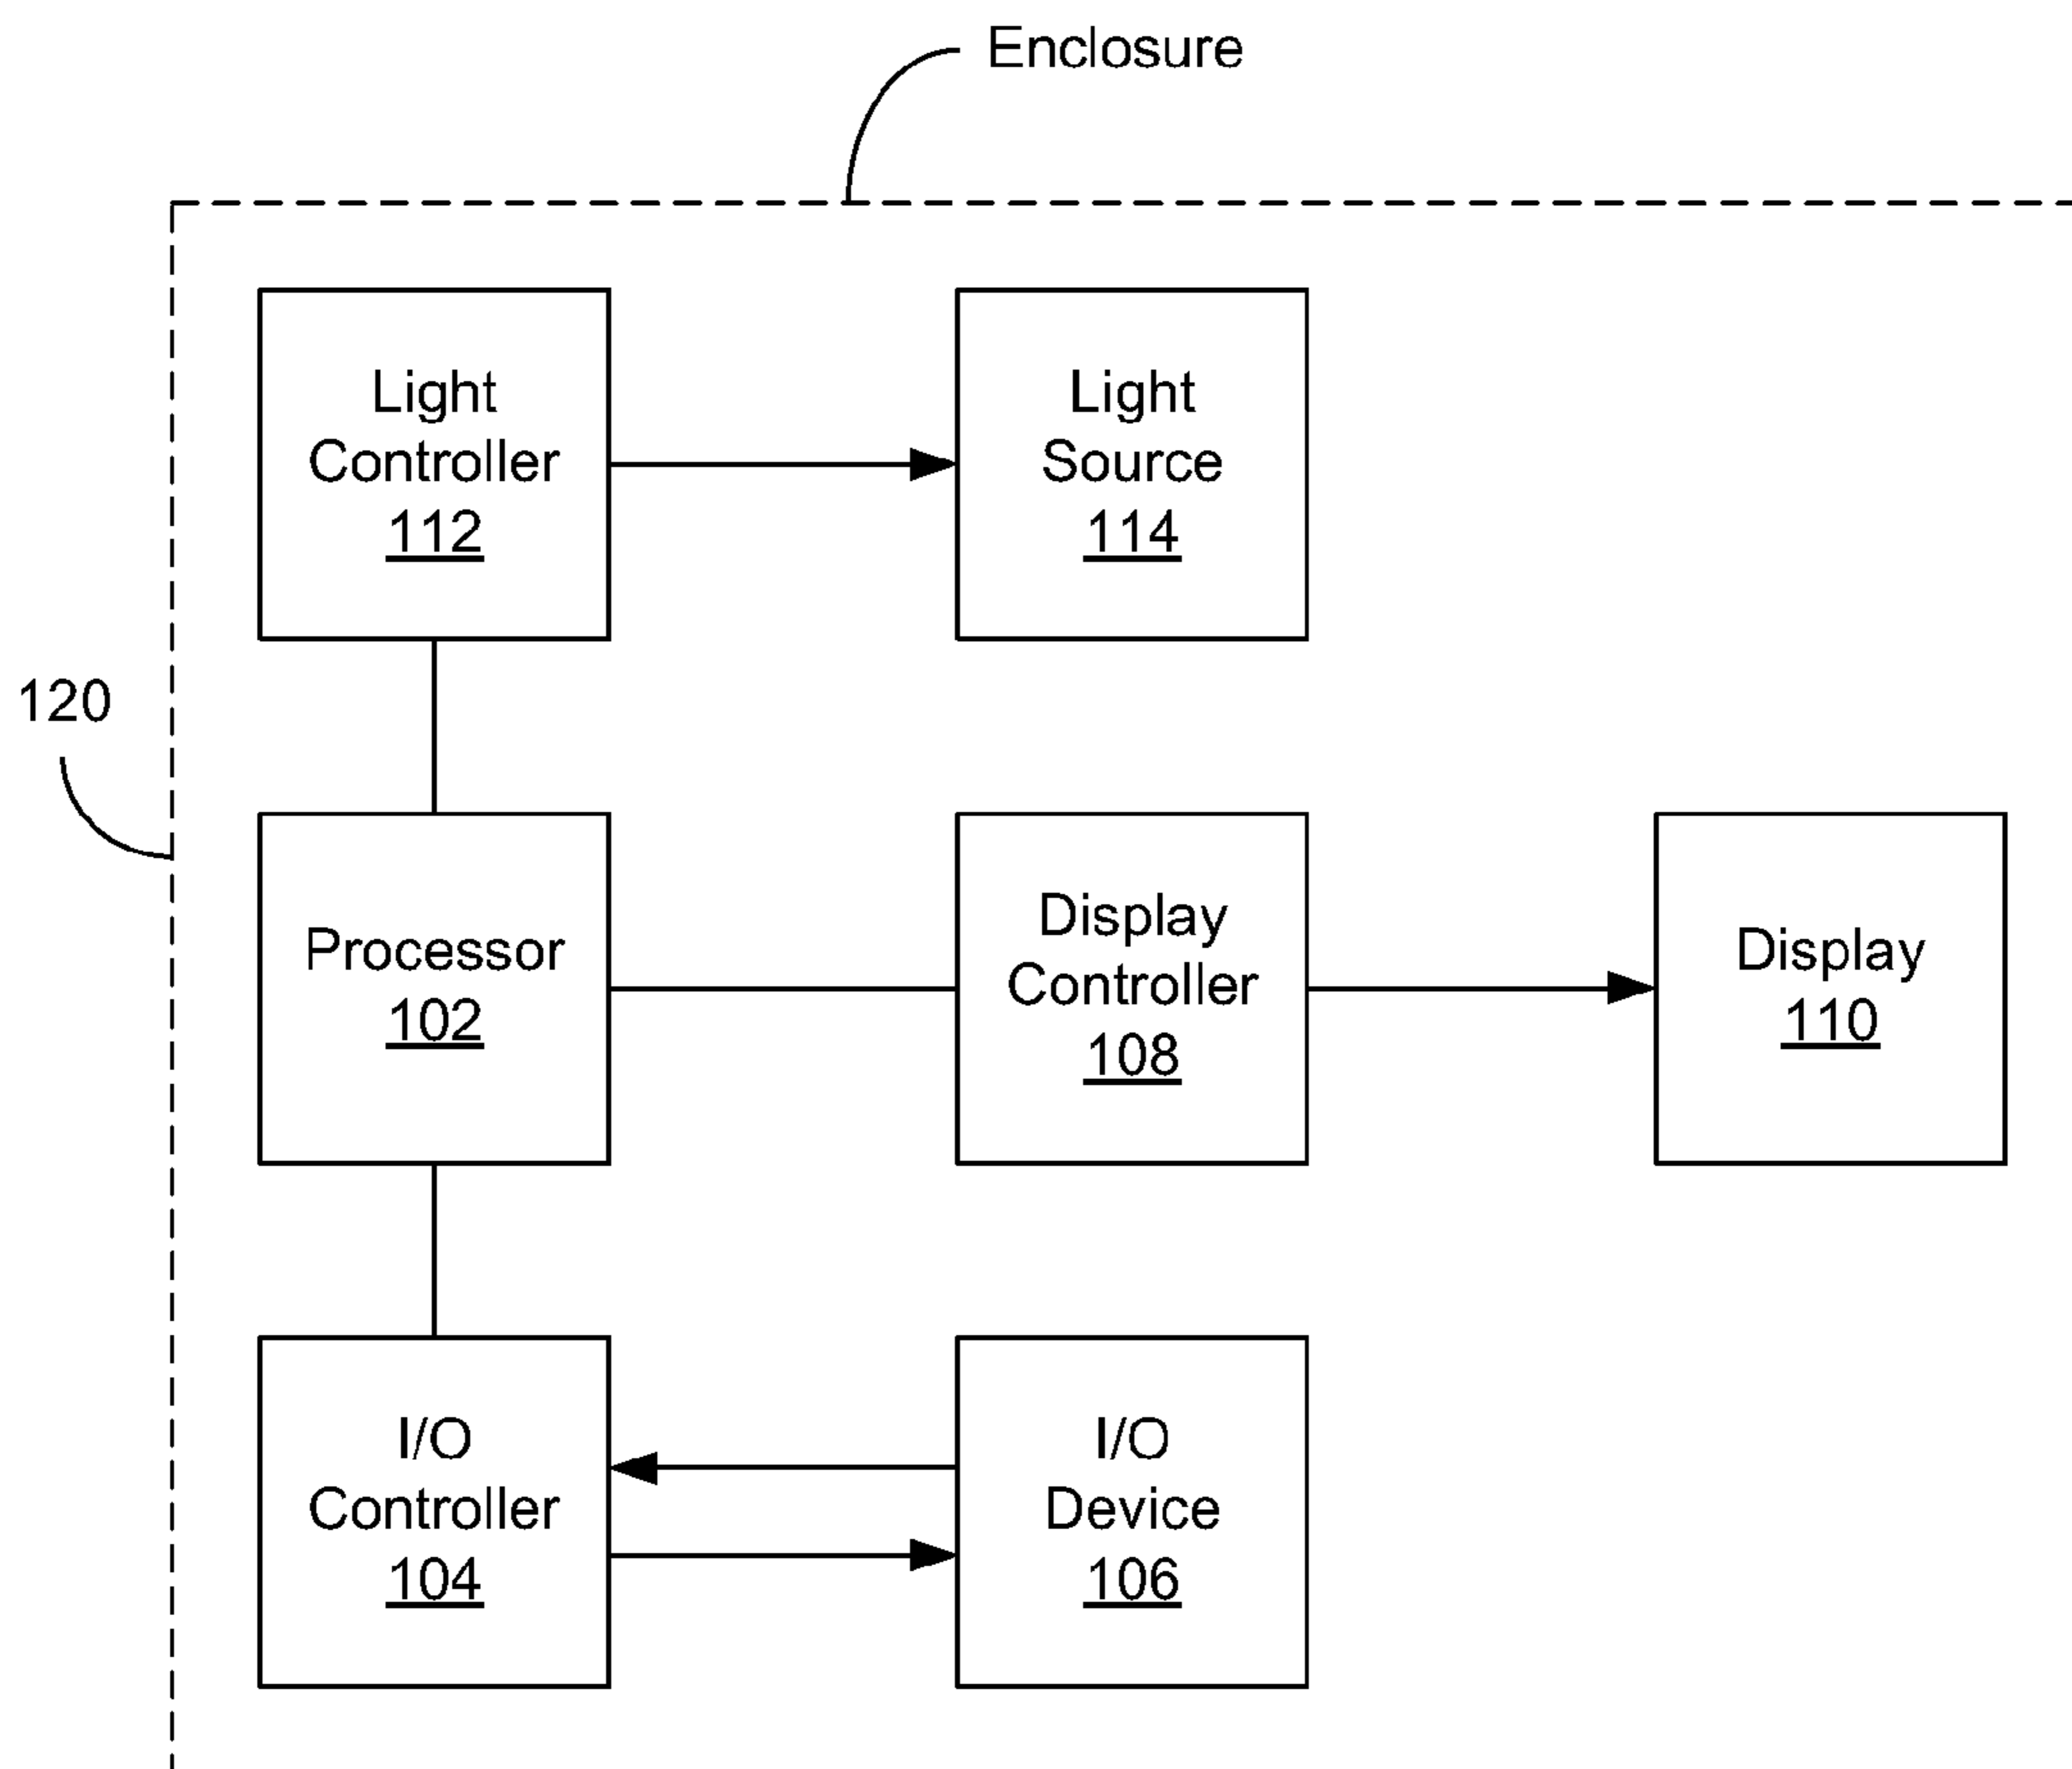 Enclosure
Light
Controller
112
Light
Source
114
120
Processor
102
Display
Controller
108
Display
110
I/O
Controller
104
I/O
Device
106